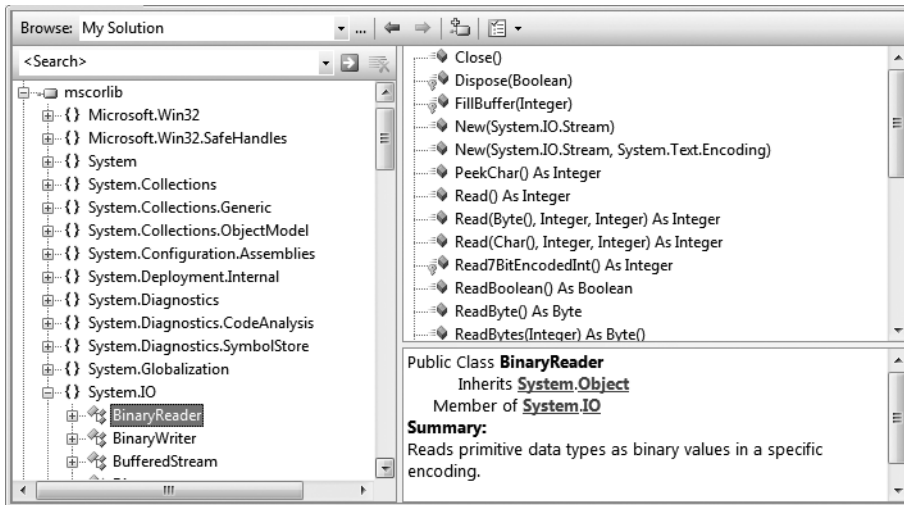 Browse: My Solution
...
<Search>
mscorlib
{} Microsoft.Win32
{} Microsoft.Win32.SafeHandles
{} System
{} System.Collections
{} System.Collections.Generic
{} System.Collections.ObjectModel
{} System.Configuration.Assemblies
{} System.Deployment.Internal
{} System.Diagnostics
{} System.Diagnostics.CodeAnalysis
{} System.Diagnostics.SymbolStore
{} System.Globalization
{} System.IO
BinaryReader
BinaryWriter
BufferedStream
Close()
Dispose(Boolean)
FillBuffer(Integer)
New(System.IO.Stream)
New(System.IO.Stream, System.Text.Encoding)
PeekChar() As Integer
Read() As Integer
Read(Byte(), Integer, Integer) As Integer
Read(Char(), Integer, Integer) As Integer
Read7BitEncodedInt() As Integer
ReadBoolean() As Boolean
ReadByte() As Byte
ReadBytes(Integer) As Byte()
Public Class BinaryReader
Inherits System.Object
Member of System.IO
Summary:
Reads primitive data types as binary values in a specific
encoding.